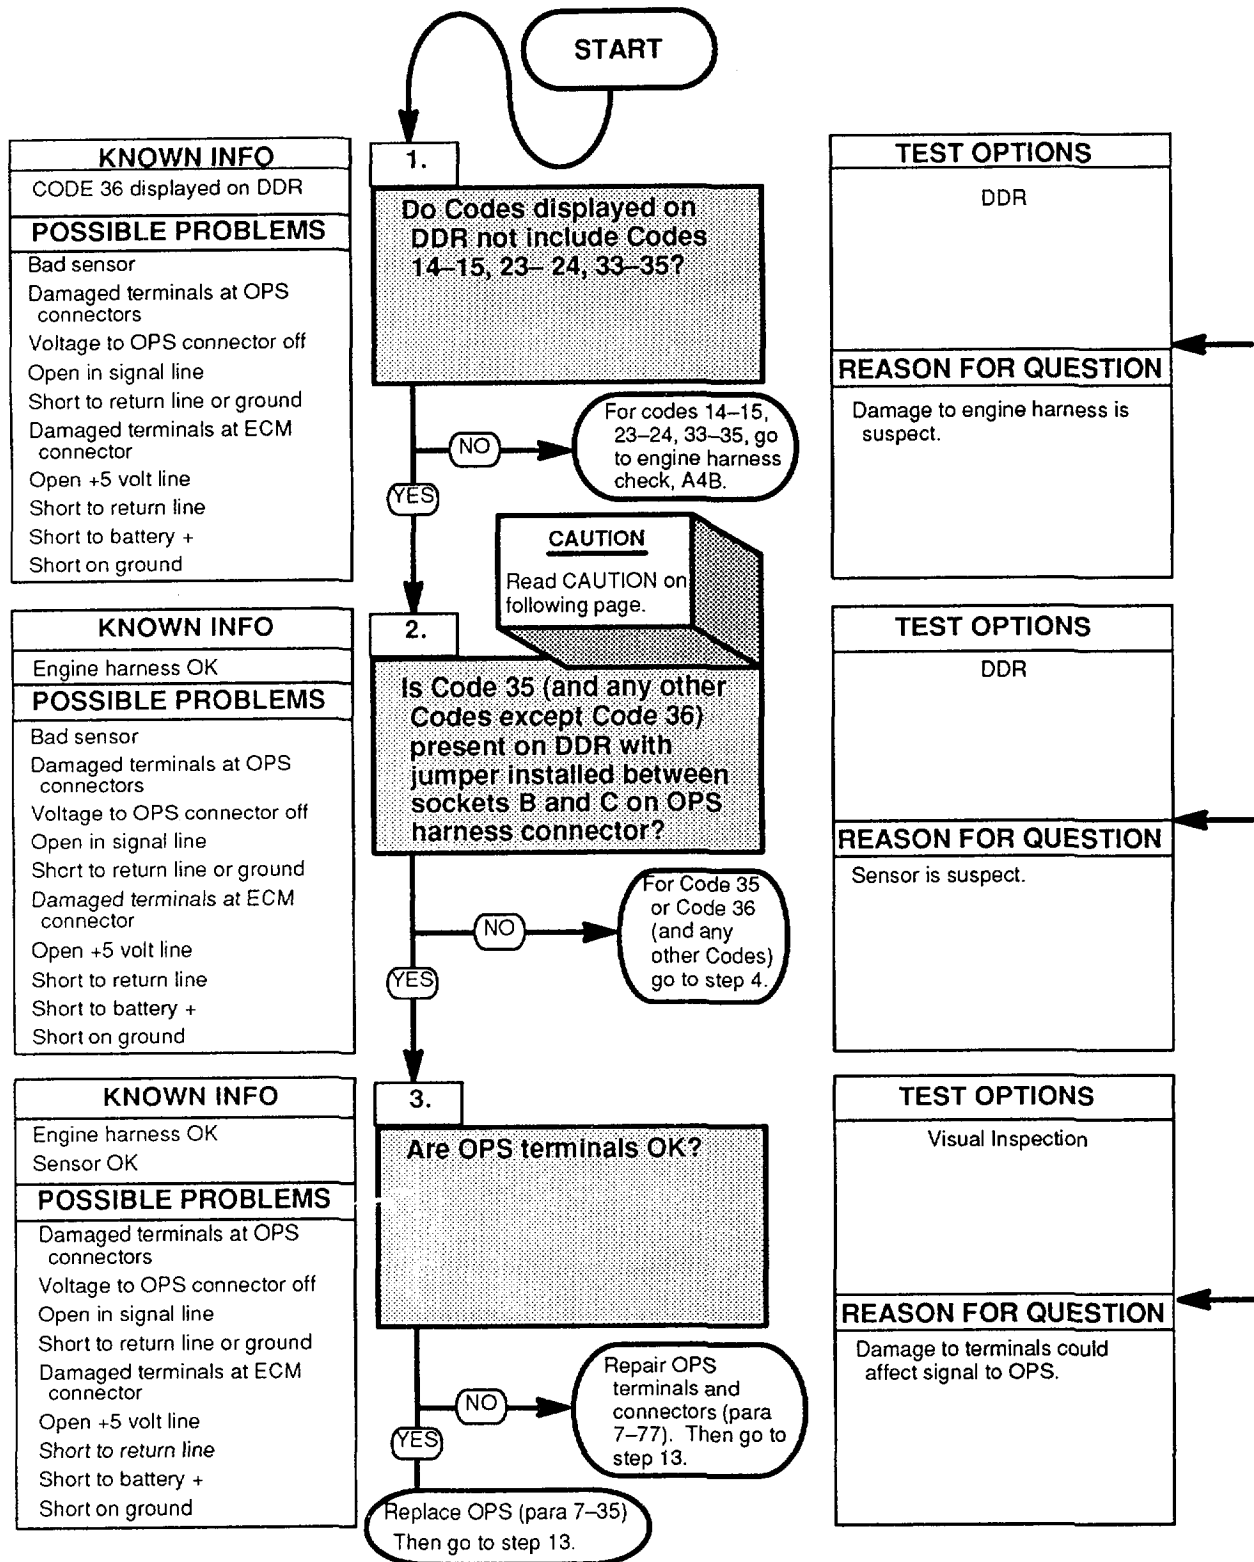 START
KNOWN INFO
CODE 36 displayed on DDR
POSSIBLE PROBLEMS
Bad sensor
Damaged terminals at OPS
connectors
Voltage to OPS connector off
Open in signal line
Short to return line or ground
Damaged terminals at ECM
connector
Open +5 volt line
Short to return line
Short to battery +
Short on ground
1.
Do Codes displayed on
DDR not include Codes
14–15, 23– 24, 33–35?
NO
For codes 14–15,
23–24, 33–35, go
to engine harness
check, A4B.
YES
TEST OPTIONS
DDR
REASON FOR QUESTION
Damage to engine harness is
suspect.
CAUTION
Read CAUTION on
following page.
KNOWN INFO
Engine harness OK
POSSIBLE PROBLEMS
Bad sensor
Damaged terminals at OPS
connectors
Voltage to OPS connector off
Open in signal line
Short to return line or ground
Damaged terminals at ECM
connector
Open +5 volt line
Short to return line
Short to battery +
Short on ground
2.
Is Code 35 (and any other
Codes except Code 36)
present on DDR with
jumper installed between
sockets B and C on OPS
harness connector?
NO
For Code 35
or Code 36
(and any
other Codes)
go to step 4.
YES
TEST OPTIONS
DDR
REASON FOR QUESTION
Sensor is suspect.
KNOWN INFO
Engine harness OK
Sensor OK
POSSIBLE PROBLEMS
Damaged terminals at OPS
connectors
Voltage to OPS connector off
Open in signal line
Short to return line or ground
Damaged terminals at ECM
connector
Open +5 volt line
Short to return line
Short to battery +
Short on ground
3.
Are OPS terminals OK?
NO
Repair OPS
terminals and
connectors (para
7–77). Then go to
step 13.
YES
Replace OPS (para 7–35)
Then go to step 13.
TEST OPTIONS
Visual Inspection
REASON FOR QUESTION
Damage to terminals could
affect signal to OPS.